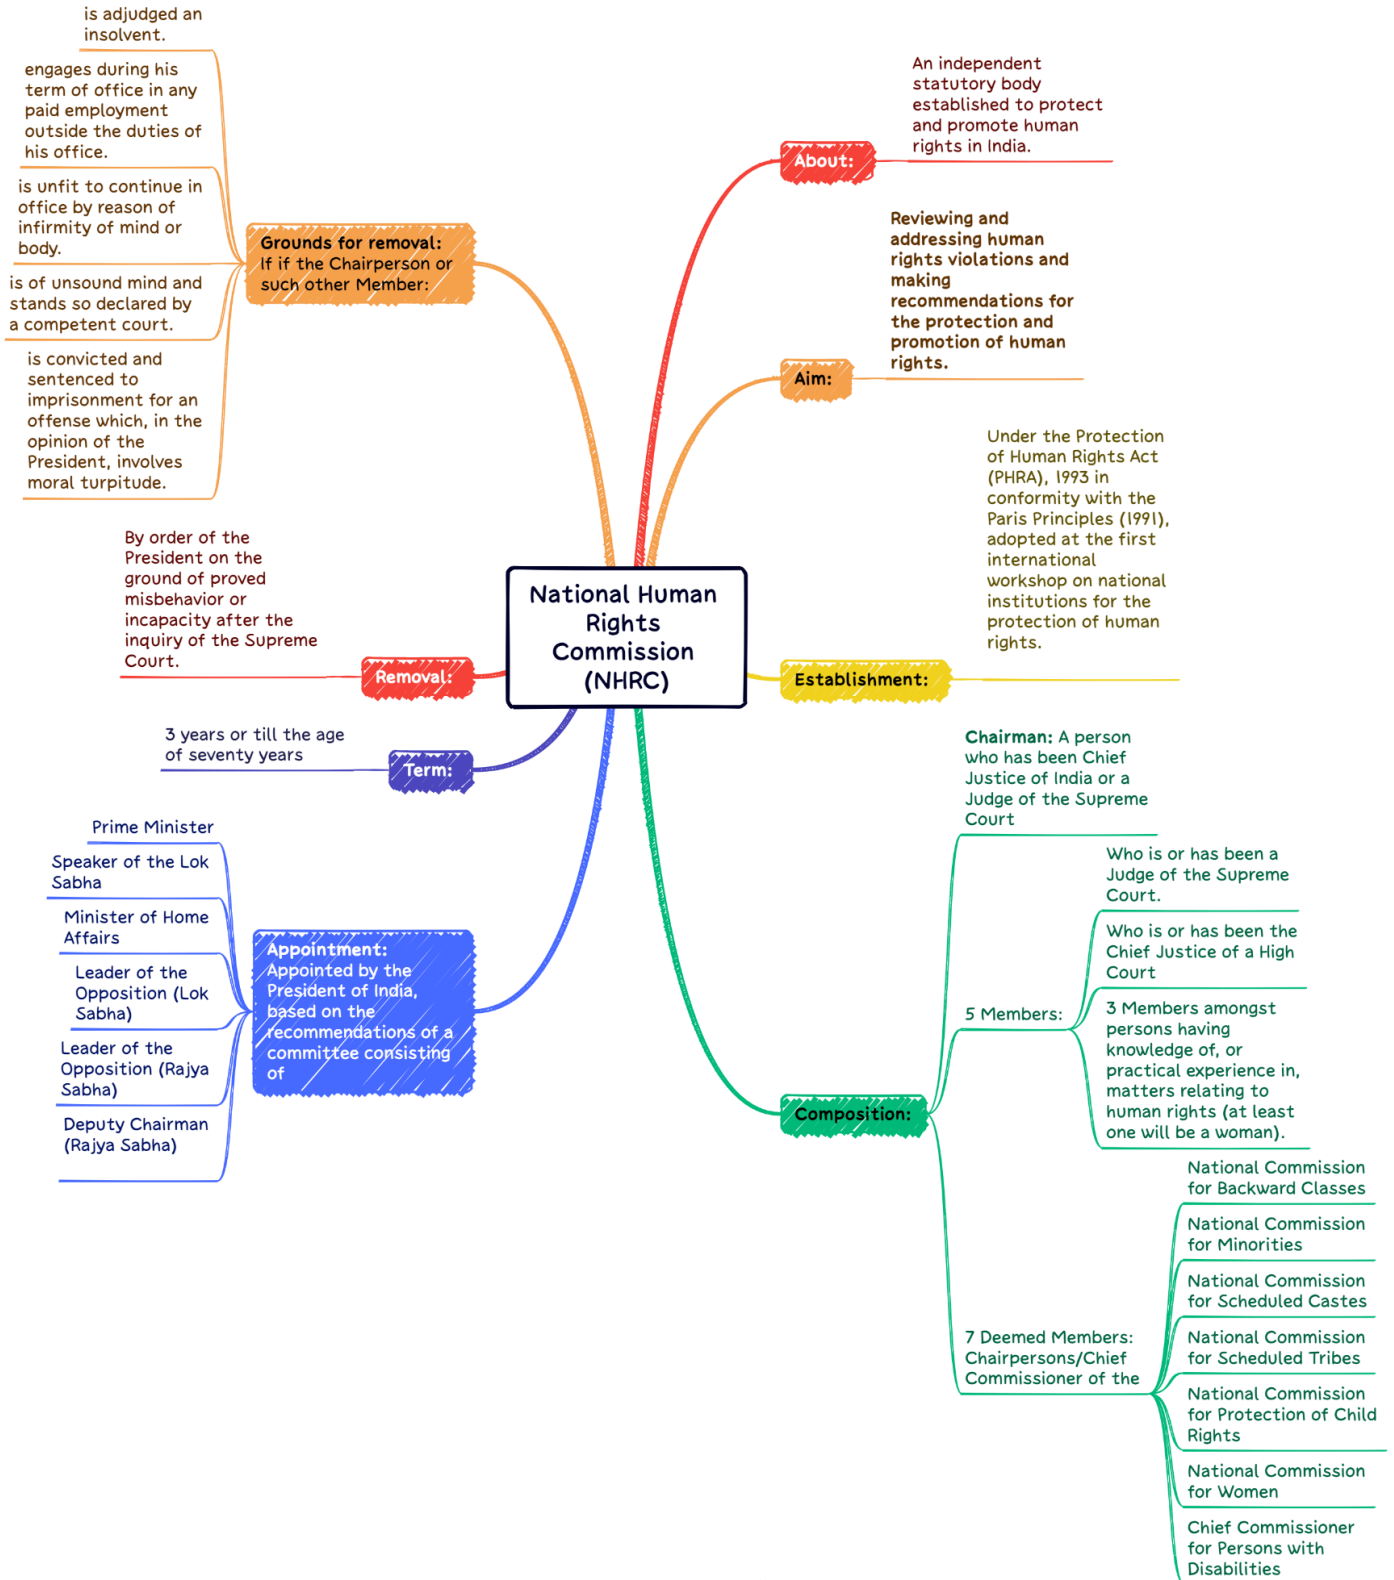 National Human
Rights
Commission
(NHRC)
About:
An independent
statutory body
established to protect
and promote human
rights in India.
Aim:
Reviewing and
addressing human
rights violations and
making
recommendations for
the protection and
promotion of human
rights.
Establishment:
Under the Protection
of Human Rights Act
(PHRA), 1993 in
conformity with the
Paris Principles (1991),
adopted at the first
international
workshop on national
institutions for the
protection of human
rights.
Composition:
Chairman: A person
who has been Chief
Justice of India or a
Judge of the Supreme
Court
5 Members:
Who is or has been a
Judge of the Supreme
Court.
Who is or has been the
Chief Justice of a High
Court
3 Members amongst
persons having
knowledge of, or
practical experience in,
matters relating to
human rights (at least
one will be a woman).
7 Deemed Members:
Chairpersons/Chief
Commissioner of the
National Commission
for Backward Classes
National Commission
for Minorities
National Commission
for Scheduled Castes
National Commission
for Scheduled Tribes
National Commission
for Protection of Child
Rights
National Commission
for Women
Chief Commissioner
for Persons with
Disabilities
Appointment:
Appointed by the
President of India,
based on the
recommendations of a
committee consisting
of
Prime Minister
Speaker of the Lok
Sabha
Minister of Home
Affairs
Leader of the
Opposition (Lok
Sabha)
Leader of the
Opposition (Rajya
Sabha)
Deputy Chairman
(Rajya Sabha)
Term:
3 years or till the age
of seventy years
Removal:
By order of the
President on the
ground of proved
misbehavior or
incapacity after the
inquiry of the Supreme
Court.
Grounds for removal:
If if the Chairperson or
such other Member:
is adjudged an
insolvent.
engages during his
term of office in any
paid employment
outside the duties of
his office.
is unfit to continue in
office by reason of
infirmity of mind or
body.
is of unsound mind and
stands so declared by
a competent court.
is convicted and
sentenced to
imprisonment for an
offense which, in the
opinion of the
President, involves
moral turpitude.